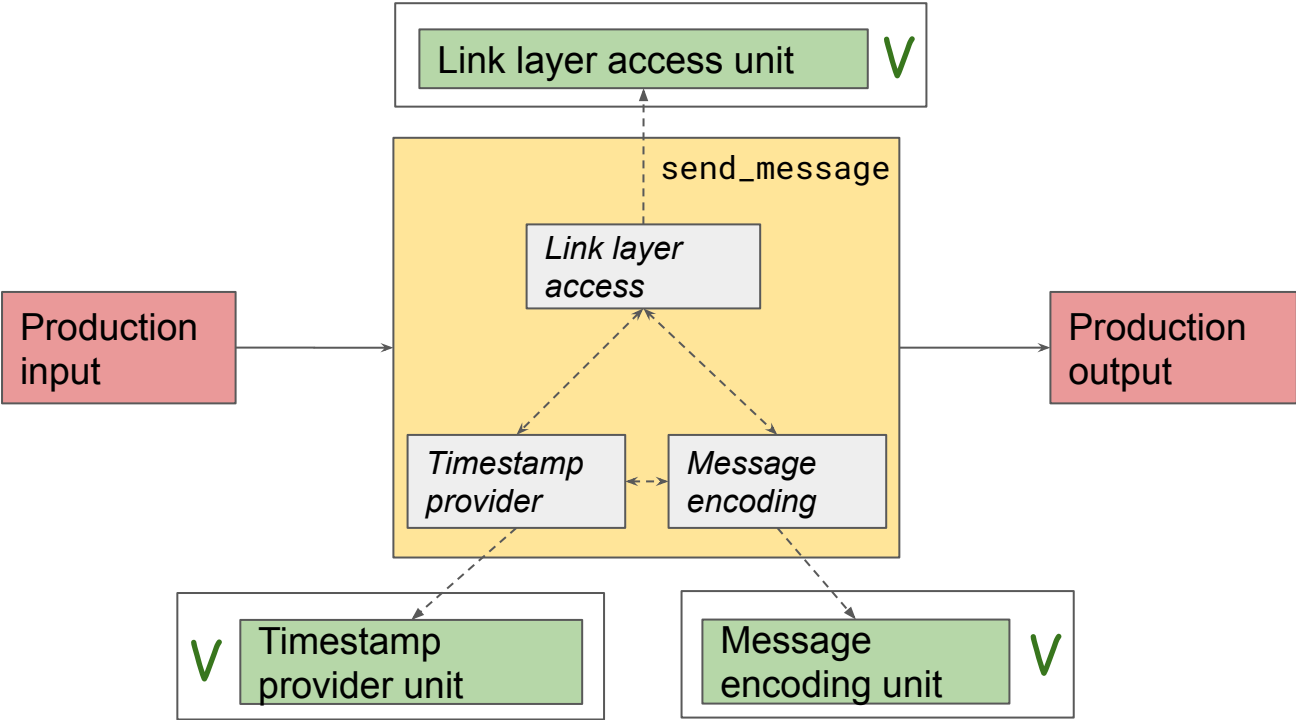 Link layer access unit V
send_message
Link layer
access
Production
input
Production
output
Timestamp
provider
Message
encoding
V Timestamp
provider unit
Message V
encoding unit